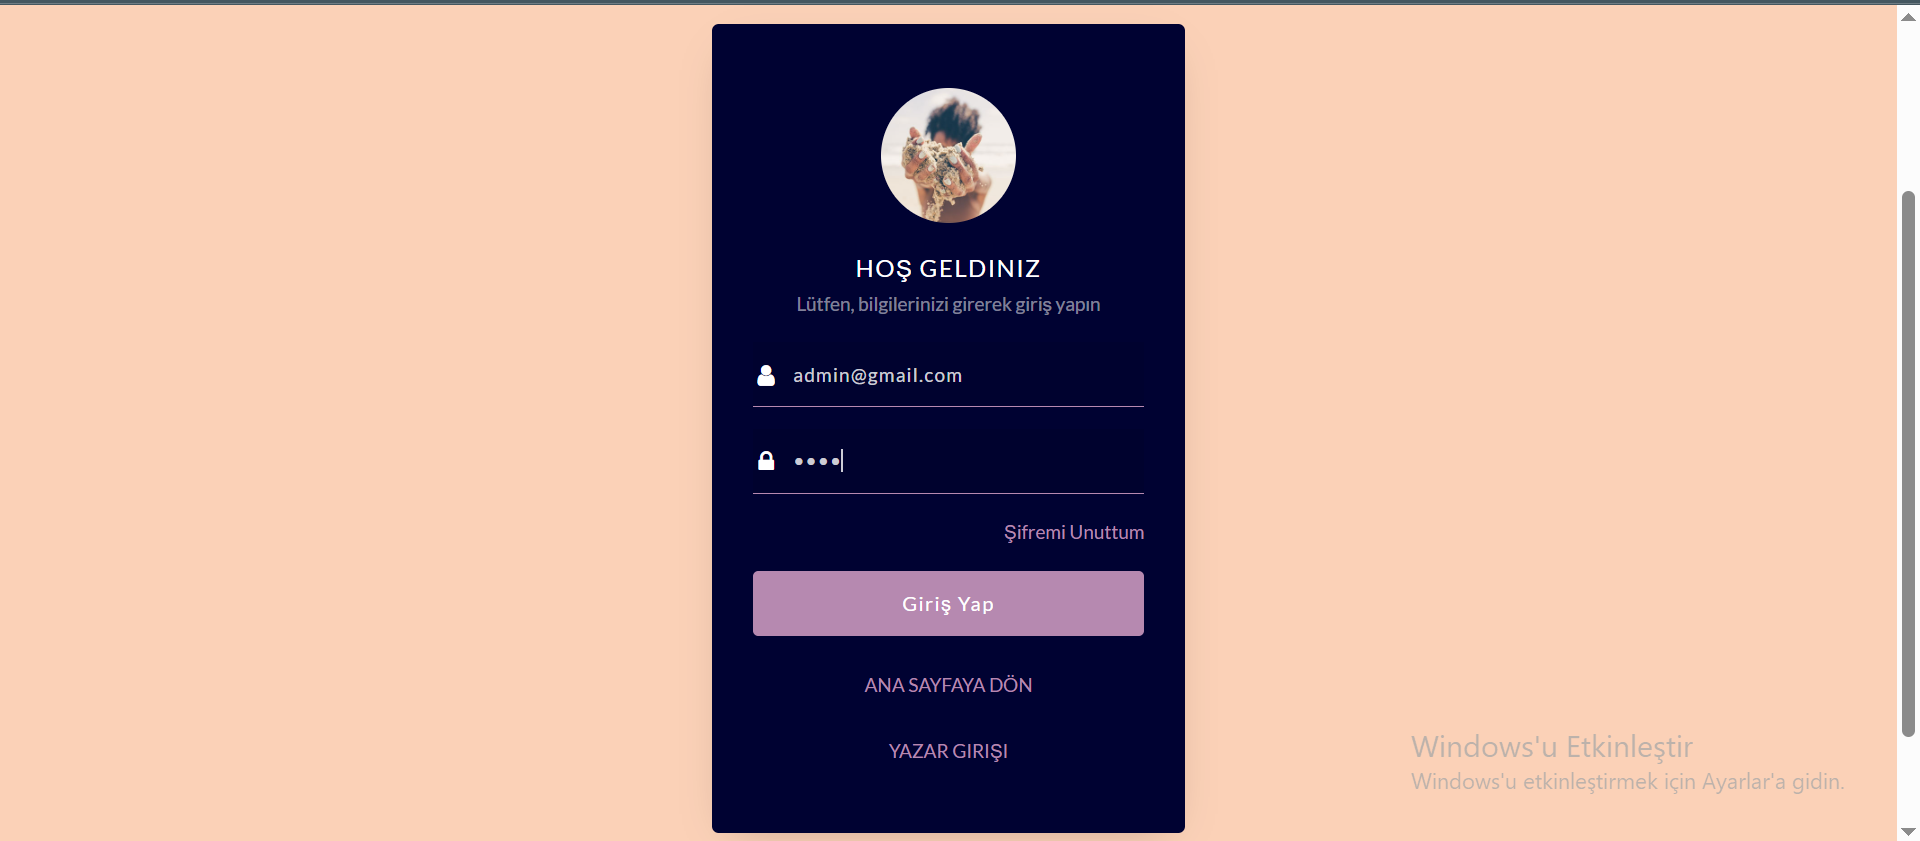 HOŞ GELDINIZ
Lütfen, bilgilerinizi girerek giriş yapın
admin@gmail.com
••••
Şifremi Unuttum
Giriş Yap
ANA SAYFAYA DÖN
YAZAR GIRIŞI
Windows'u Etkinleştir
Windows'u etkinleştirmek için Ayarlar'a gidin.